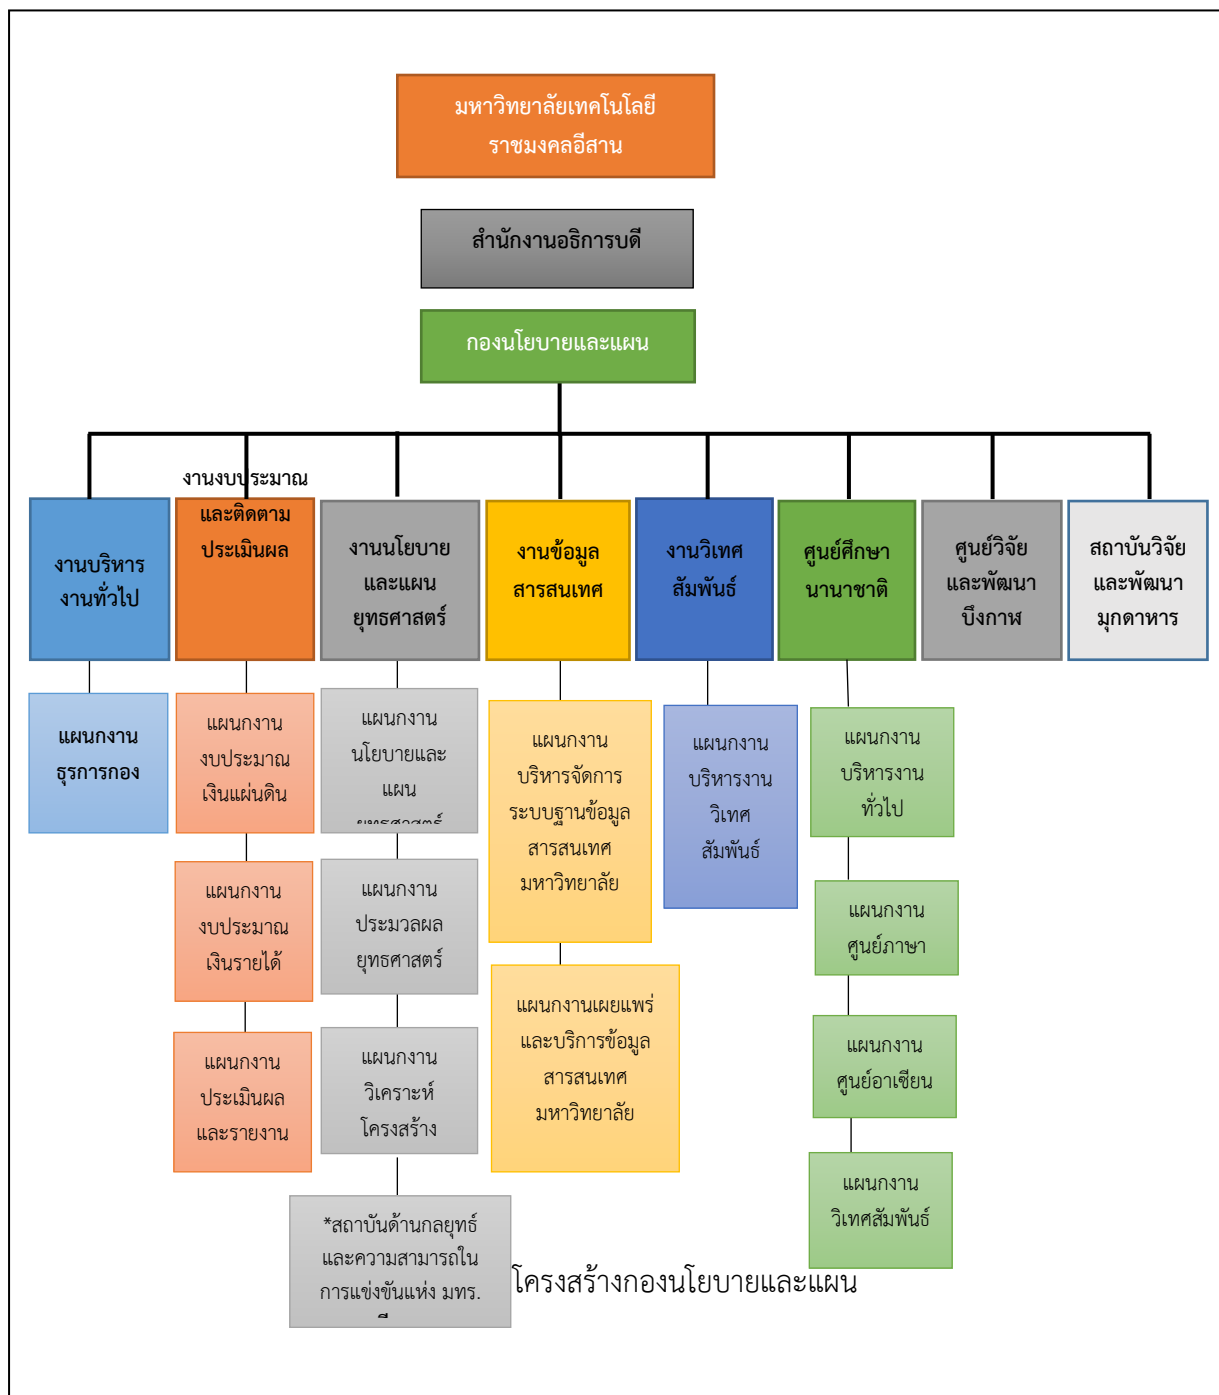 มหาวิทยาลัยเทคโนโลยี
ราชมงคลอีสาน
สำนักงานอธิการบดี
กองนโยบายและแผน
งานบริหาร
งานทั่วไป
งานงบประมาณ
และติดตาม
ประเมินผล
งานนโยบาย
และแผน
ยุทธศาสตร์
งานข้อมูล
สารสนเทศ
งานวิเทศ
สัมพันธ์
ศูนย์ศึกษา
นานาชาติ
ศูนย์วิจัย
และพัฒนา
บึงกาฬ
สถาบันวิจัย
และพัฒนา
มุกดาหาร
แผนกงาน
ธุรการกอง
แผนกงาน
งบประมาณ
เงินแผ่นดิน
แผนกงาน
งบประมาณ
เงินรายได้
แผนกงาน
ประเมินผล
และรายงาน
แผนกงาน
นโยบายและ
แผน
ยุทธศาสตร์
แผนกงาน
ประมวลผล
ยุทธศาสตร์
แผนกงาน
วิเคราะห์
โครงสร้าง
*สถาบันด้านกลยุทธ์
และความสามารถใน
การแข่งขันแห่ง มทร.
แผนกงาน
บริหารจัดการ
ระบบฐานข้อมูล
สารสนเทศ
มหาวิทยาลัย
แผนกงานเผยแพร่
และบริการข้อมูล
สารสนเทศ
มหาวิทยาลัย
แผนกงาน
บริหารงาน
วิเทศ
สัมพันธ์
แผนกงาน
บริหารงาน
ทั่วไป
แผนกงาน
ศูนย์ภาษา
แผนกงาน
ศูนย์อาเซียน
แผนกงาน
วิเทศสัมพันธ์
โครงสร้างกองนโยบายและแผน